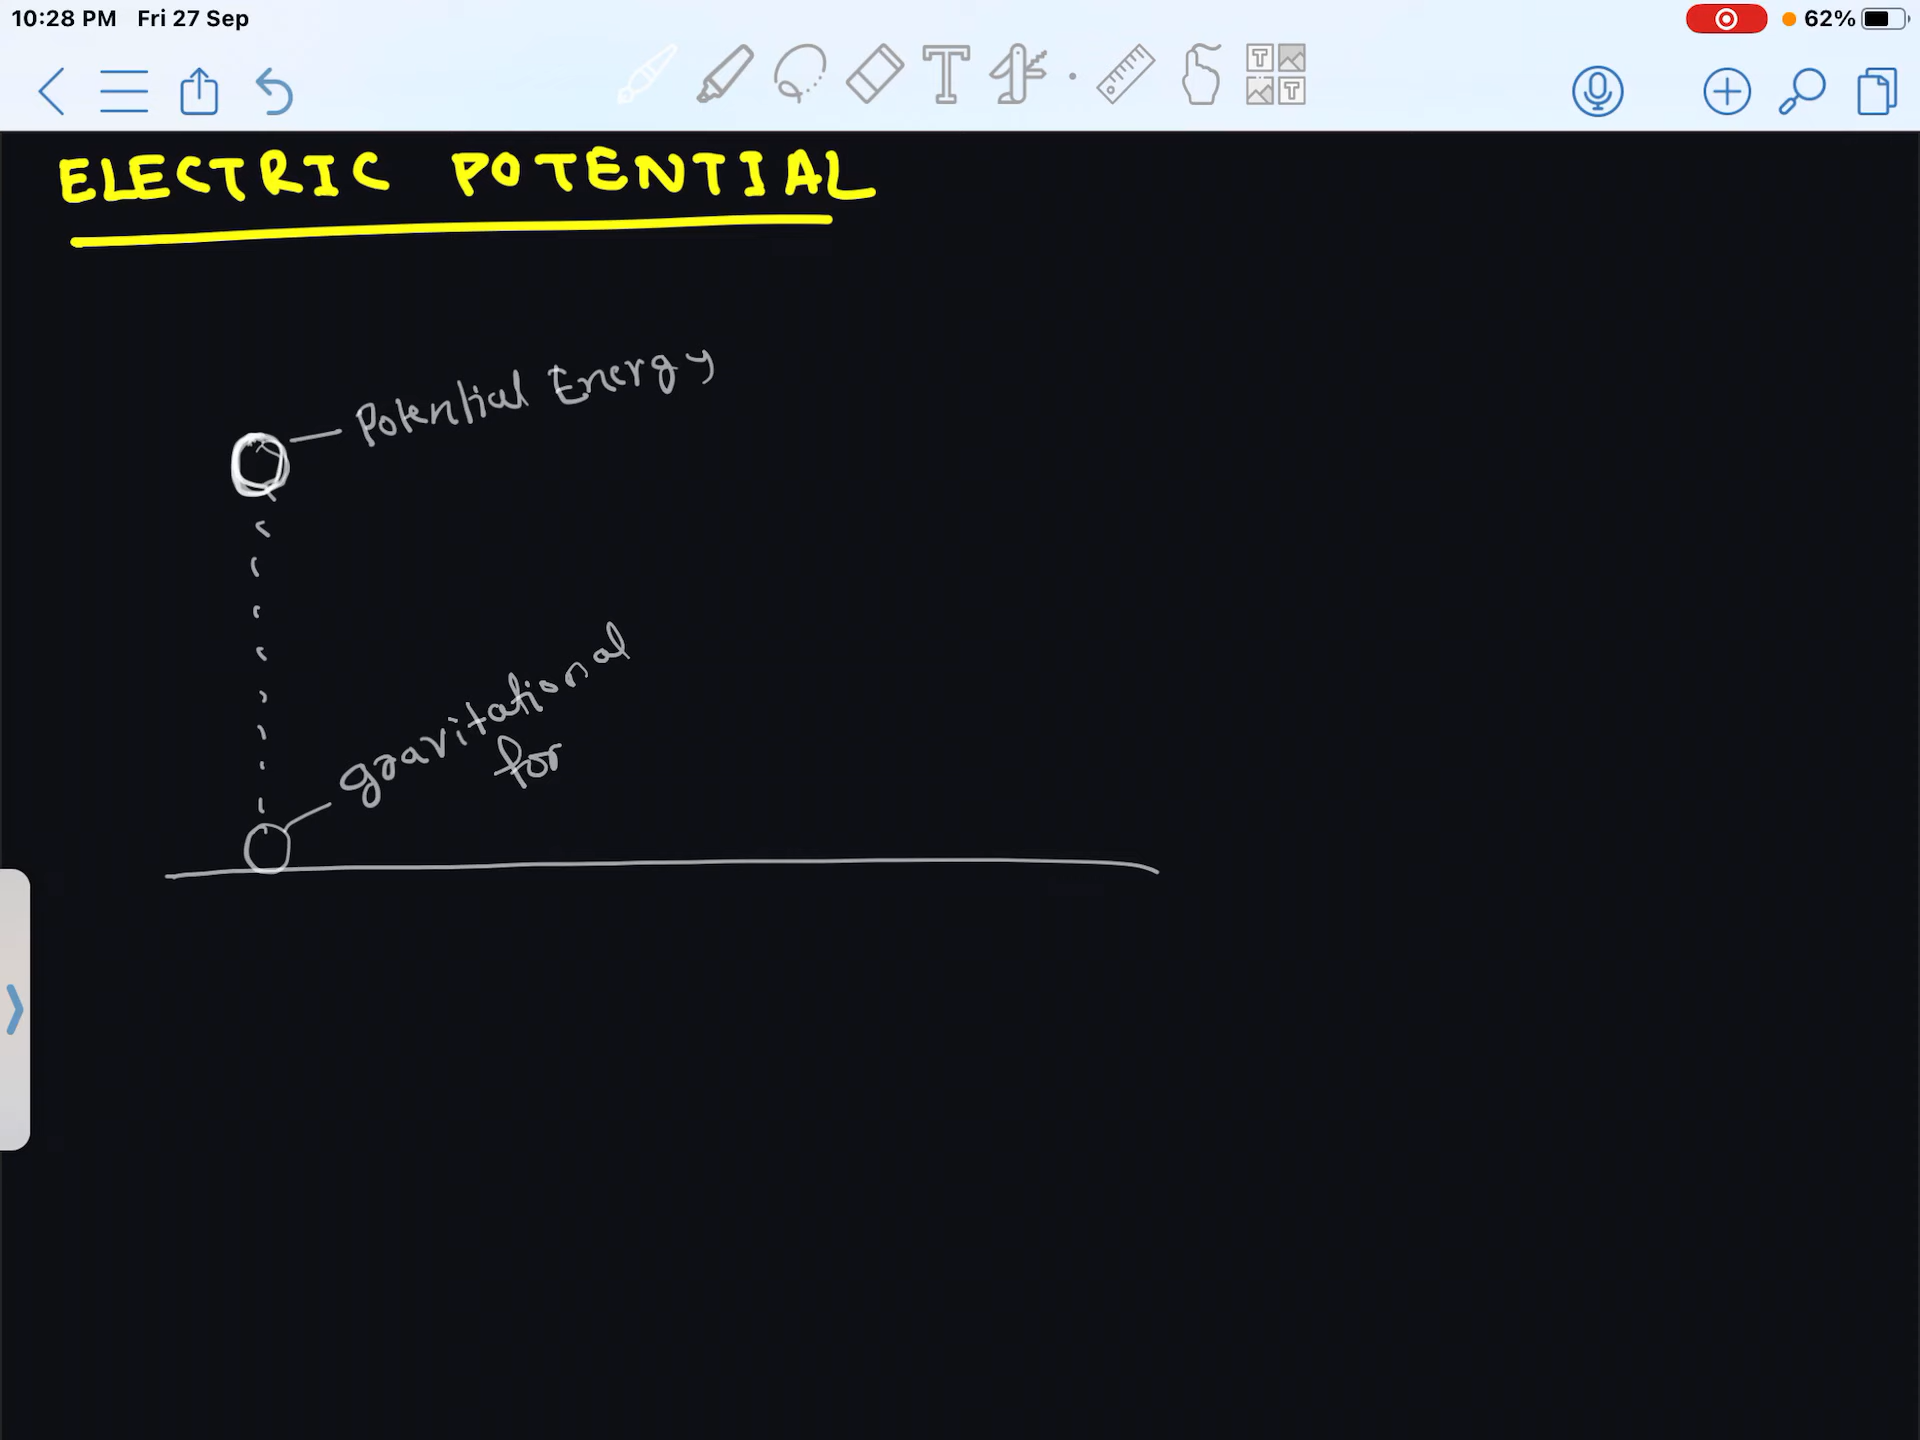 10:28 PM Fri 27 Sep
62%
ELECTRIC POTENTIAL
Potential Energy
gravitational
for